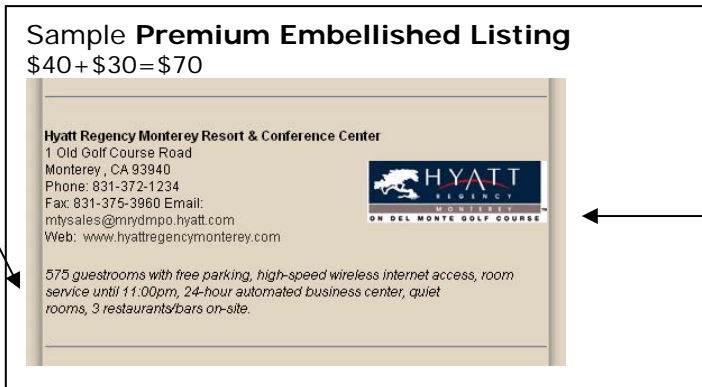 Sample Premium Embellished Listing
$40+$30=$70
Hyatt Regency Monterey Resort & Conference Center
1 Old Golf Course Road
Monterey , CA 93940
Phone: 831-372-1234
Fax: 831-375-3960 Email:
mtysales@mrydmpo.hyatt.com
Web: www.hyattregencymonterey.com
HYATT
REGENCY
MONTEREY
ON DEL MONTE GOLF COURSE
575 guestrooms with free parking, high-speed wireless internet access, room
service until 11:00pm, 24-hour automated business center, quiet
rooms, 3 restaurants/bars on-site.